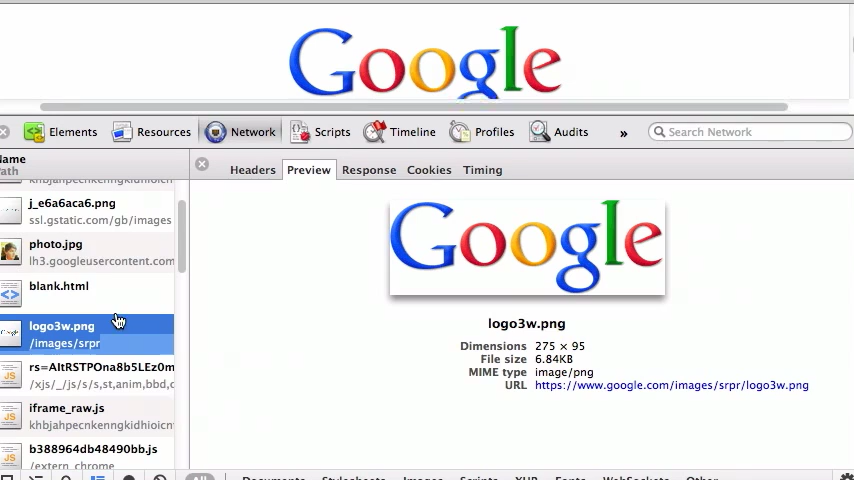 Google
Elements Resources Network Scripts Timeline Profiles Audits » Search Network
Name
Path
Headers Preview Response Cookies Timing
khbjahpecnkenngkidhioicn
j_e6a6aca6.png
ssl.gstatic.com/gb/images
photo.jpg
lh3.googleusercontent.com
blank.html
logo3w.png
/images/srpr
rs=AItRSTPOna8b5LEz0m
/xjs/_/js/s/s,st,anim,bbd,c
iframe_raw.js
khbhjahpecnkenngkidhioicn
b388964db48490bb.js
/extern_chrome
Google
logo3w.png
Dimensions 275 × 95
File size 6.84KB
MIME type image/png
URL https://www.google.com/images/srpr/logo3w.png
All Documents Stylesheets Images Scripts XHR Fonts WebSockets Other